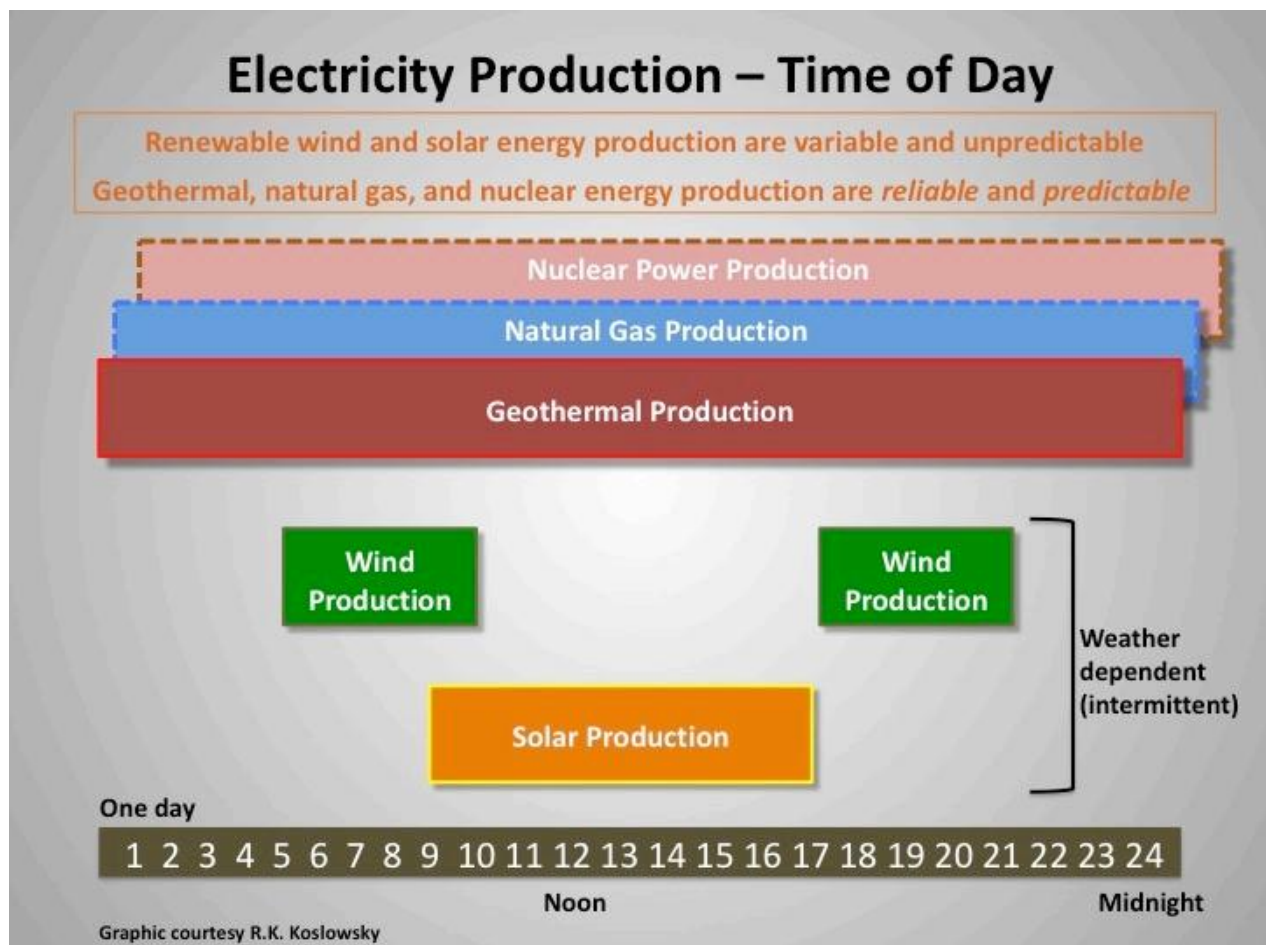 Electricity Production – Time of Day
Renewable wind and solar energy production are variable and unpredictable
Geothermal, natural gas, and nuclear energy production are reliable and predictable
Nuclear Power Production
Natural Gas Production
Geothermal Production
Wind
Production
Wind
Production
Weather
dependent
(intermittent)
Solar Production
One day
1 2 3 4 5 6 7 8 9 10 11 12 13 14 15 16 17 18 19 20 21 22 23 24
Noon
Midnight
Graphic courtesy R.K. Koslowsky